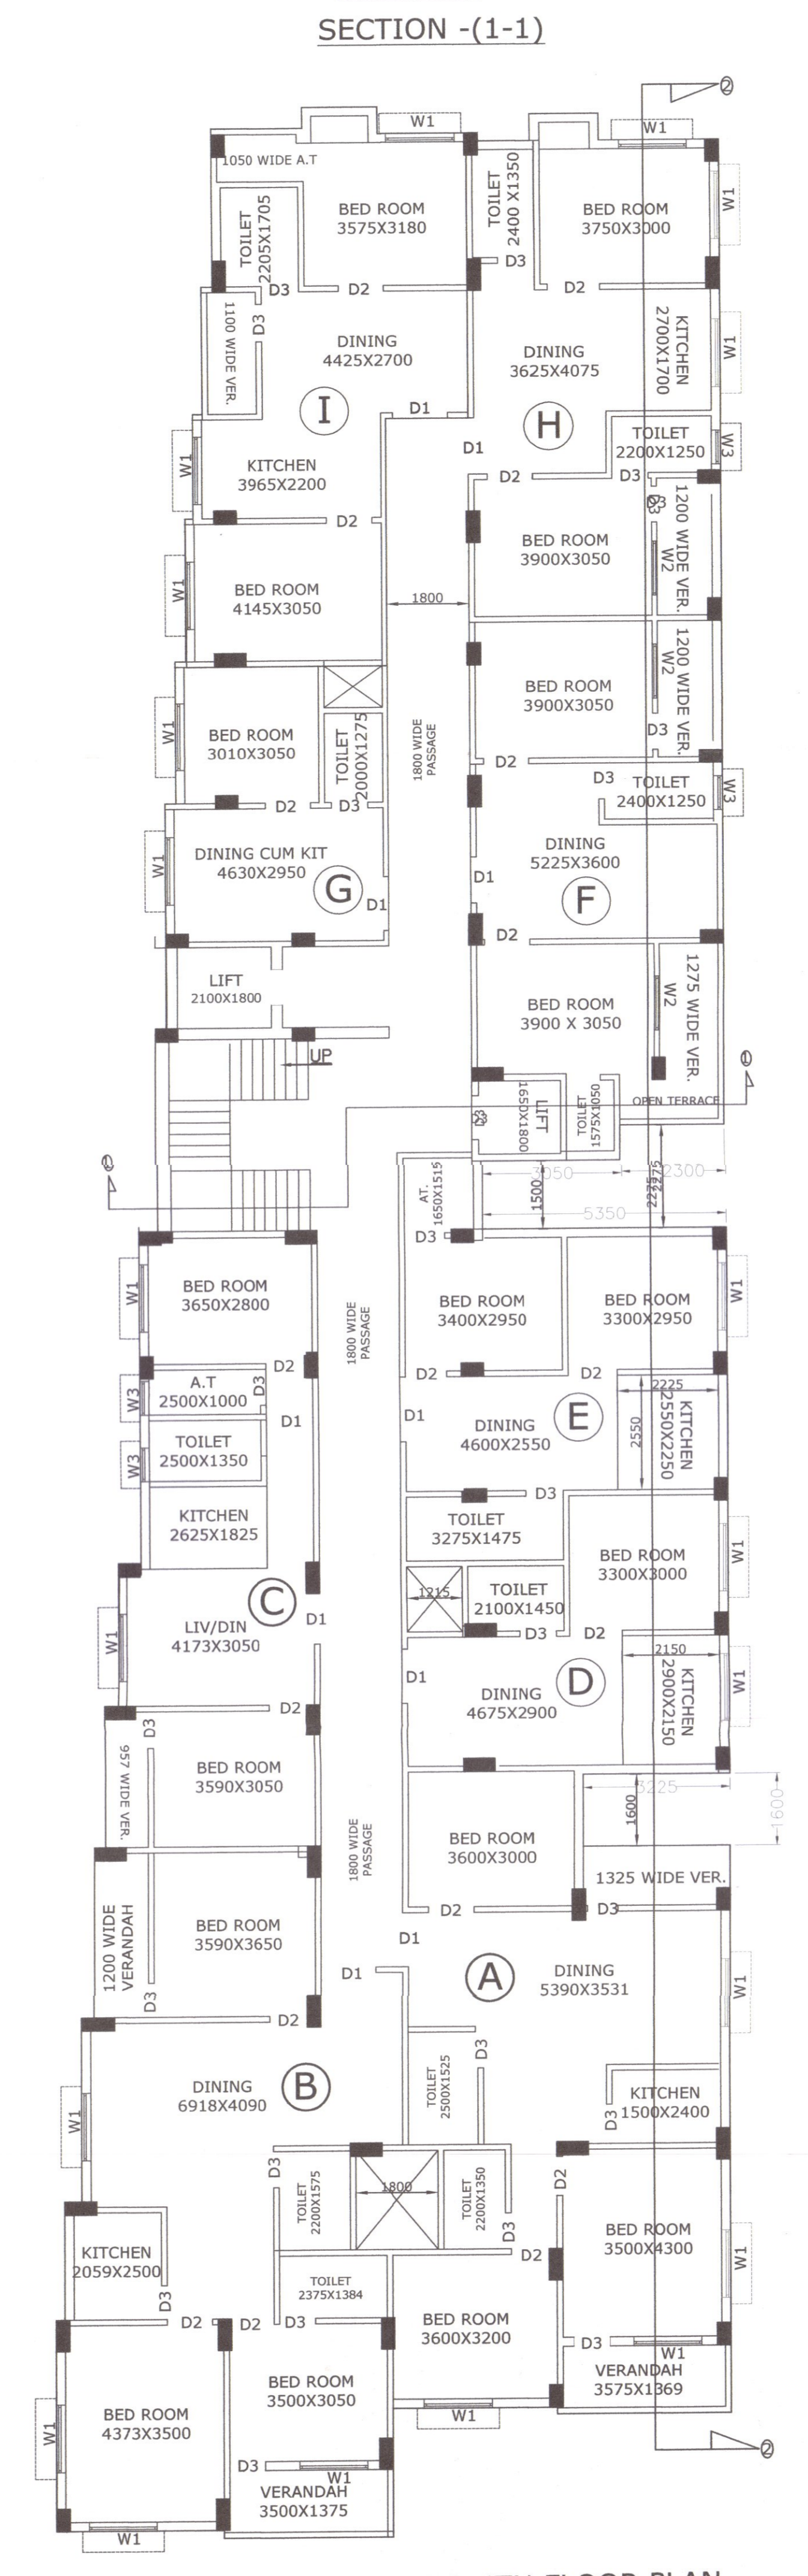 SECTION -(1-1)
2
W1
W1
1050 WIDE A.T
BED ROOM
3575X3180
TOILET
2400 X1350
BED ROOM
3750X3000
W1
TOILET
2205X1705
D3
D2
D3
D2
1100 WIDE VER.
D3
DINING
4425X2700
DINING
3625X4075
KITCHEN
2700X1700
W1
I
D1
H
W1
KITCHEN
3965X2200
D1
TOILET
2200X1250
W3
D2
D3
D2
D3
W1
BED ROOM
4145X3050
BED ROOM
3900X3050
W2
1200 WIDE VER.
1800
W1
BED ROOM
3010X3050
TOILET
2000X1275
1800 WIDE
PASSAGE
BED ROOM
3900X3050
W2
1200 WIDE VER.
D3
D2
D2
D3
D3
TOILET
2400X1250
W3
W1
DINING CUM KIT
4630X2950
G
D1
DINING
5225X3600
D1
F
D2
LIFT
2100X1800
BED ROOM
3900 X 3050
W2
1275 WIDE VER.
UP
1
LIFT
1650X1800
TOILET
1575X1050
OPEN TERRACE
D3
1
AT.
1650X1515
3050
2300
1500
2275
2275
5350
D3
W1
BED ROOM
3650X2800
1800 WIDE
PASSAGE
BED ROOM
3400X2950
BED ROOM
3300X2950
W1
D2
D2
D2
W3
A.T
2500X1000
D3
D1
D1
DINING
4600X2550
E
2225
2550
KITCHEN
2550X2250
W3
TOILET
2500X1350
D3
KITCHEN
2625X1825
TOILET
3275X1475
BED ROOM
3300X3000
W1
C
1215
TOILET
2100X1450
W1
LIV/DIN
4173X3050
D1
D3
D2
D1
DINING
4675X2900
D
2150
KITCHEN
2900X2150
W1
D2
D3
957 WIDE VER.
BED ROOM
3590X3050
3225
1600
1600
1800 WIDE
PASSAGE
BED ROOM
3600X3000
1325 WIDE VER.
D2
D3
1200 WIDE
VERANDAH
BED ROOM
3590X3650
D1
D1
A
DINING
5390X3531
W1
D3
D2
W1
DINING
6918X4090
B
TOILET
2500X1525
D3
KITCHEN
1500X2400
D3
D3
TOILET
2200X1575
1800
TOILET
2200X1350
D3
D2
D2
BED ROOM
3500X4300
W1
KITCHEN
2059X2500
D3
TOILET
2375X1384
D2
D2
D3
BED ROOM
3600X3200
D3
W1
VERANDAH
3575X1369
W1
BED ROOM
4373X3500
BED ROOM
3500X3050
W1
2
D3
W1
VERANDAH
3500X1375
W1
FLOOR PLAN